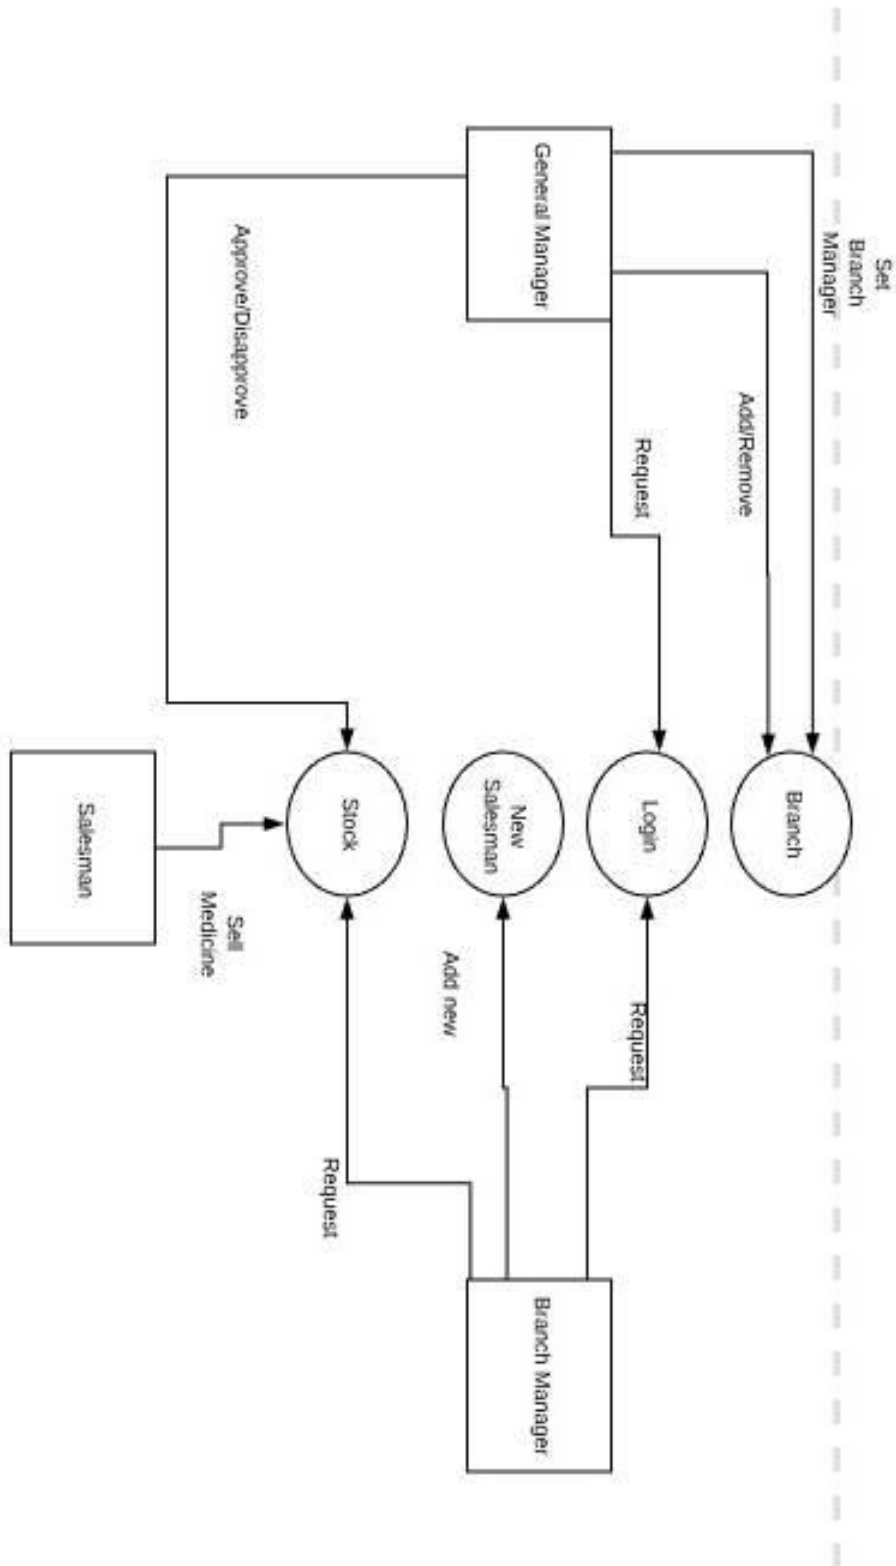 Set
Branch
Manager
Branch
Add/Remove
Login
Request
Request
General Manager
New
Salesman
Branch Manager
Add new
Stock
Approve/Disapprove
Request
Sell
Medicine
Salesman